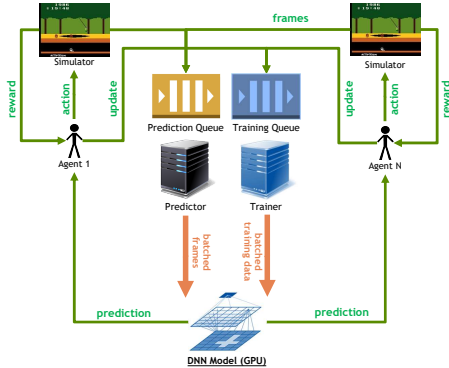 frames
Simulator
Simulator
reward
action
update
update
action
reward
Prediction Queue
Training Queue
Agent 1
Agent N
Predictor
Trainer
batched
frames
batched
training data
prediction
prediction
DNN Model (GPU)